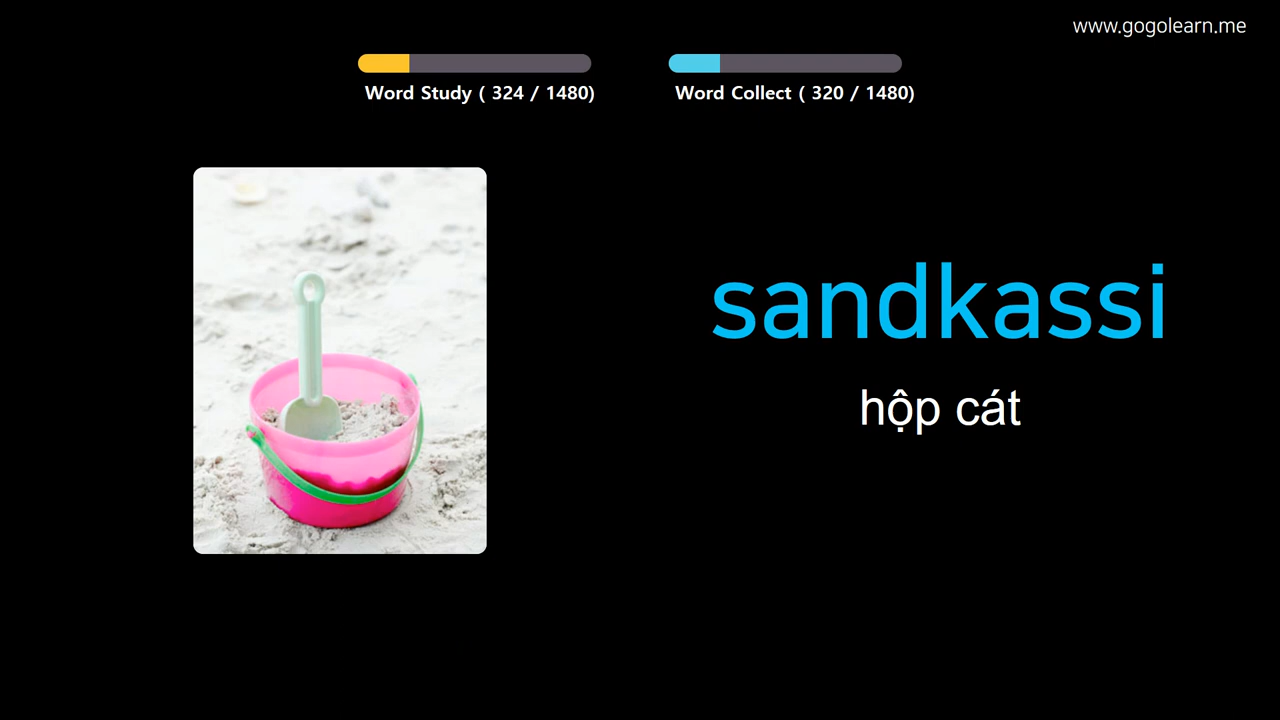 www.gogolearn.me
Word Study ( 324 / 1480)
Word Collect ( 320 / 1480)
sandkassi
hộp cát